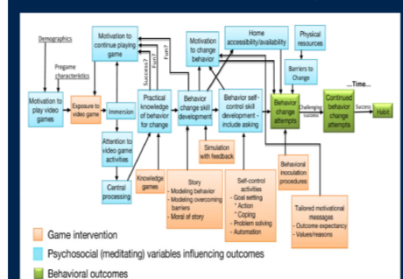 Demographics
Pregame
characteristics
Motivation to
play video games
Exposure to
video game
Motivation to
continue playing
game
Immersion
Attention to
video game
activities
Central
processing
Success?
Fun?
Fun?
Practical
knowledge
of behavior
for change
Knowledge
games
Behavior
change skill
development
Simulation
with feedback
Story
- Modeling behavior
- Modeling overcoming
barriers
- Moral of story
Motivation
to change
behavior
Behavior self-
control skill
development -
include asking
Self-control
activities
- Goal setting
* Action
* Coping
- Problem solving
- Automation
Home
accessibility/availability
Physical
resources
Barriers to
Change
Behavior
change
attempts
Behavioral
inoculation
procedures
Tailored motivational
messages
- Outcome expectancy
- Values/reasons
...Time...
Challenging
success
Continued
behavior
change
attempts
Success
Habit
Game intervention
Psychosocial (meditating) variables influencing outcomes
Behavioral outcomes